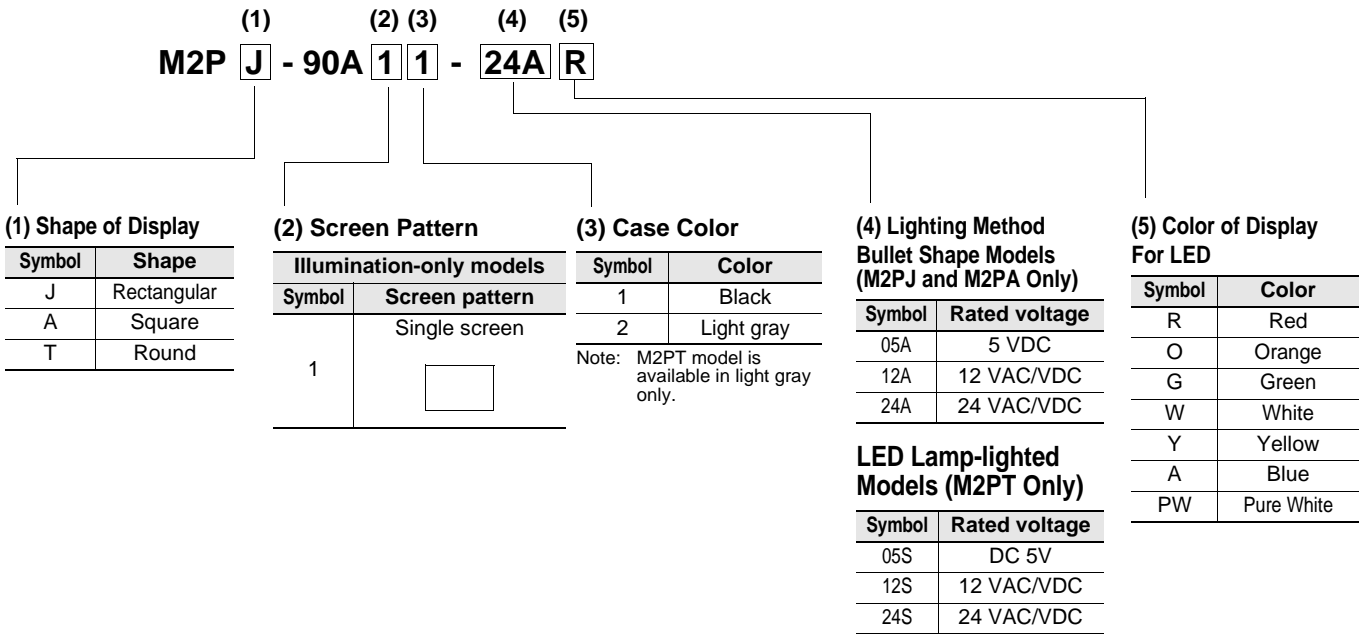 (1) (2) (3) (4) (5)
M2P J - 90A 1 1 - 24A R
(1) Shape of Display
Symbol Shape
J Rectangular
A Square
T Round
(2) Screen Pattern
Illumination-only models
Symbol Screen pattern
1 Single screen
(3) Case Color
Symbol Color
1 Black
2 Light gray
Note: M2PT model is
available in light gray
only.
(4) Lighting Method
Bullet Shape Models
(M2PJ and M2PA Only)
Symbol Rated voltage
05A 5 VDC
12A 12 VAC/VDC
24A 24 VAC/VDC
LED Lamp-lighted
Models (M2PT Only)
Symbol Rated voltage
05S DC 5V
12S 12 VAC/VDC
24S 24 VAC/VDC
(5) Color of Display
For LED
Symbol Color
R Red
O Orange
G Green
W White
Y Yellow
A Blue
PW Pure White